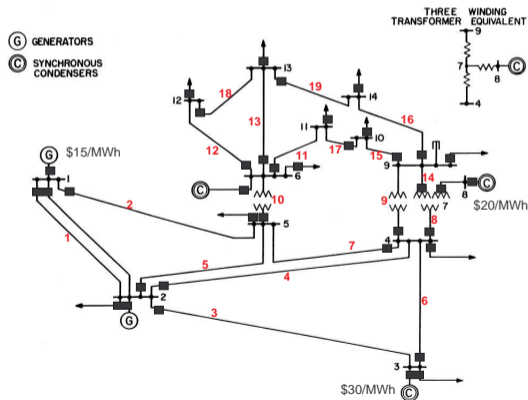 THREE WINDING
TRANSFORMER EQUIVALENT
9
7
8
C
4
G GENERATORS
C SYNCHRONOUS
CONDENSERS
13
19
14
12
18
11
10
16
13
12
11
17
15
9
14
C
6
10
9
7
8
C
$20/MWh
8
G
$15/MWh
1
2
5
4
7
1
5
4
2
G
3
6
3
$30/MWh
C